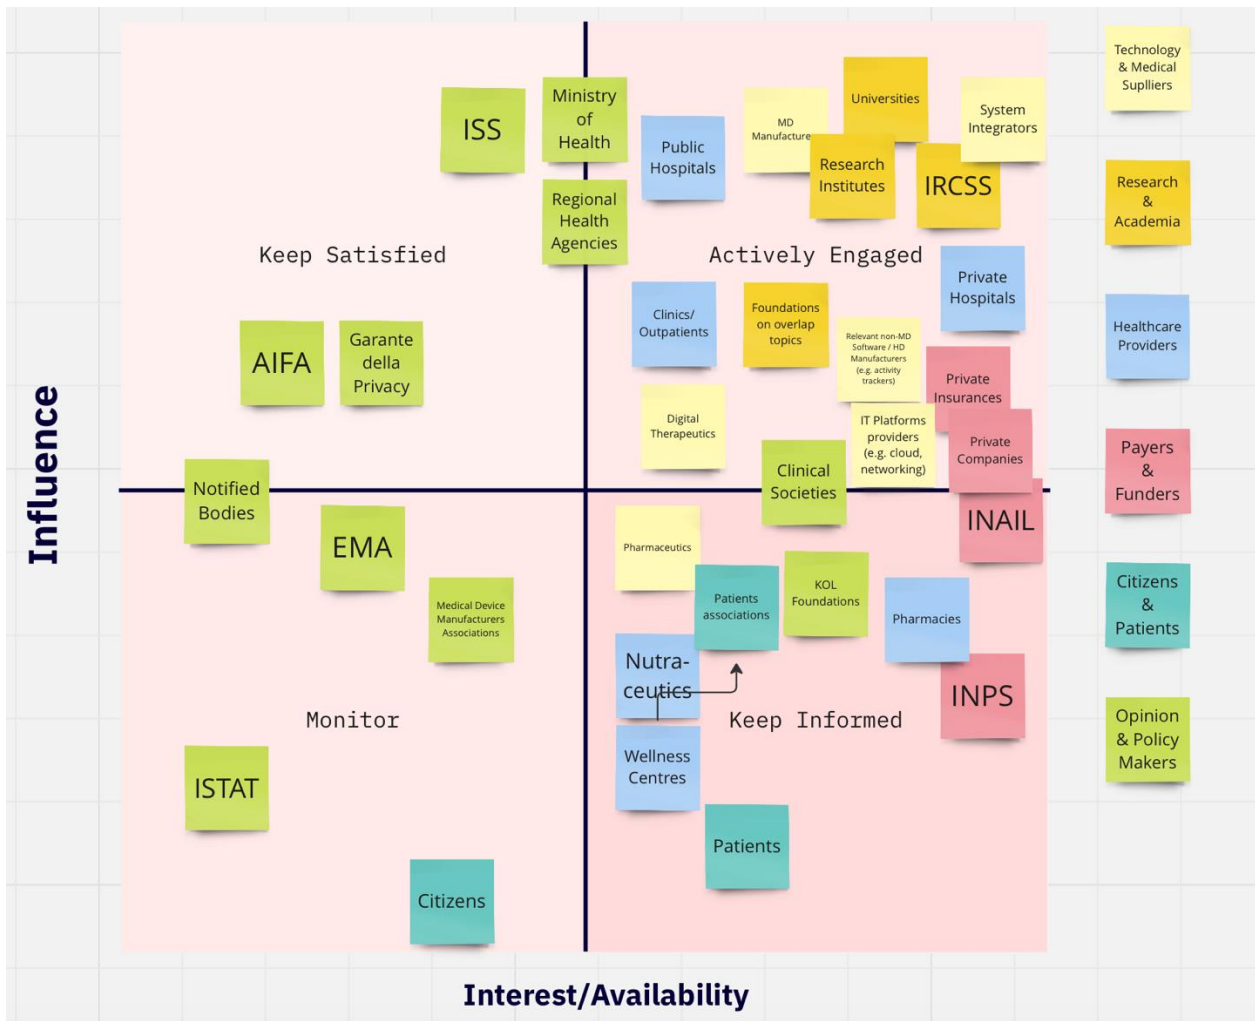 ISS
Ministry
of
Health
Regional
Health
Agencies
Keep Satisfied
AIFA
Garante
della
Privacy
Public
Hospitals
MD
Manufacture
Universities
System
Integrators
Research
Institutes
IRCSS
Actively Engaged
Private
Hospitals
Clinics/
Outpatients
Foundations
on overlap
topics
Relevant non-MD
Software / HD
Manufacturers
(e.g. activity
trackers)
Private
Insurances
Digital
Therapeutics
IT Platforms
providers
(e.g. cloud,
networking)
Private
Companies
Clinical
Societies
INAIL
Influence
Notified
Bodies
EMA
Medical Device
Manufacturers
Associations
Monitor
ISTAT
Citizens
Pharmaceutics
Patients
associations
KOL
Foundations
Pharmacies
Nutra-
ceutics
INPS
Keep Informed
Wellness
Centres
Patients
Interest/Availability
Technology
& Medical
Suplliers
Research
&
Academia
Healthcare
Providers
Payers
&
Funders
Citizens
&
Patients
Opinion
& Policy
Makers